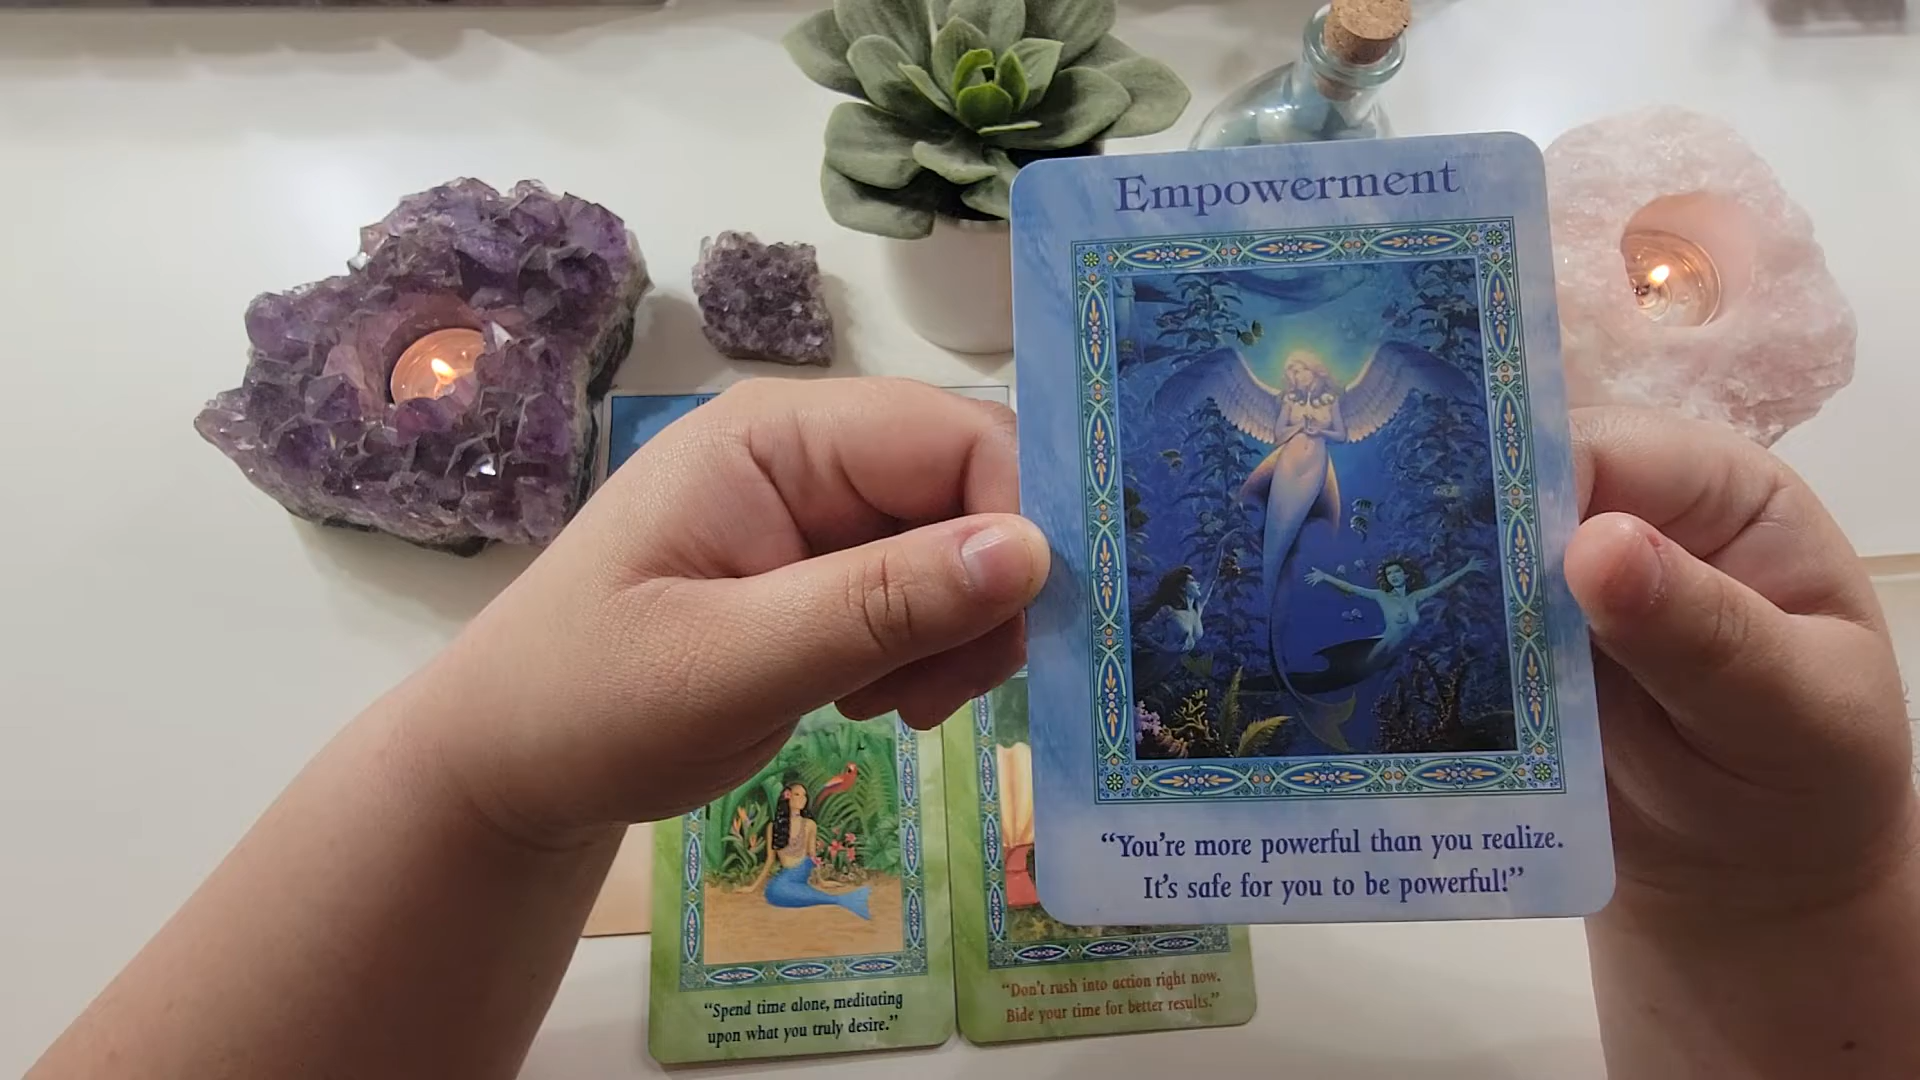 Empowerment
“You're more powerful than you realize.
It's safe for you to be powerful!”
“Spend time alone, meditating
upon what you truly desire.”
“Don't rush into action right now.
Bide your time for better results.”